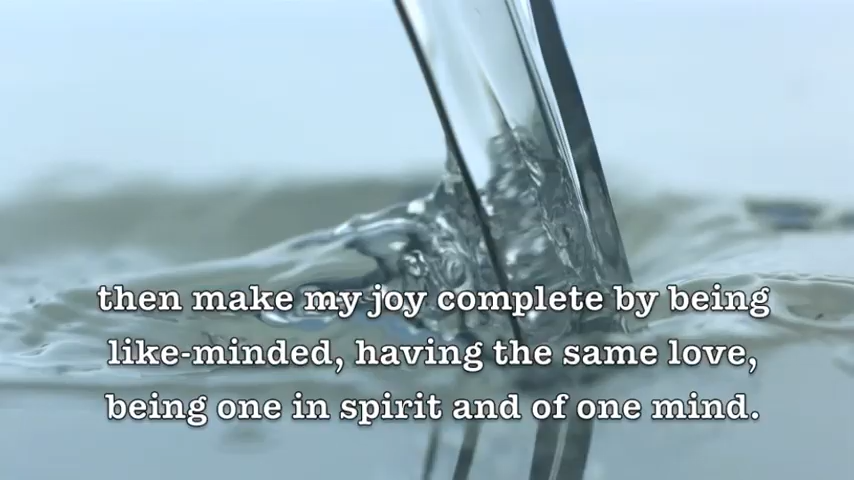 then make my joy complete by being
like-minded, having the same love,
being one in spirit and of one mind.